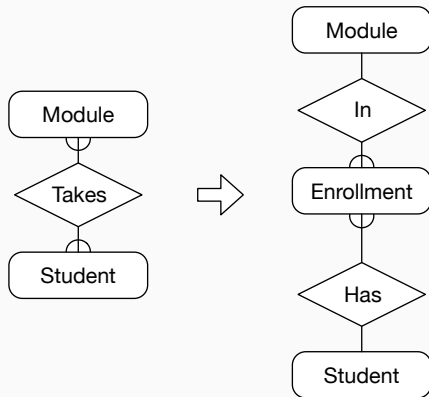 Module
Takes
Student
Module
In
Enrollment
Has
Student